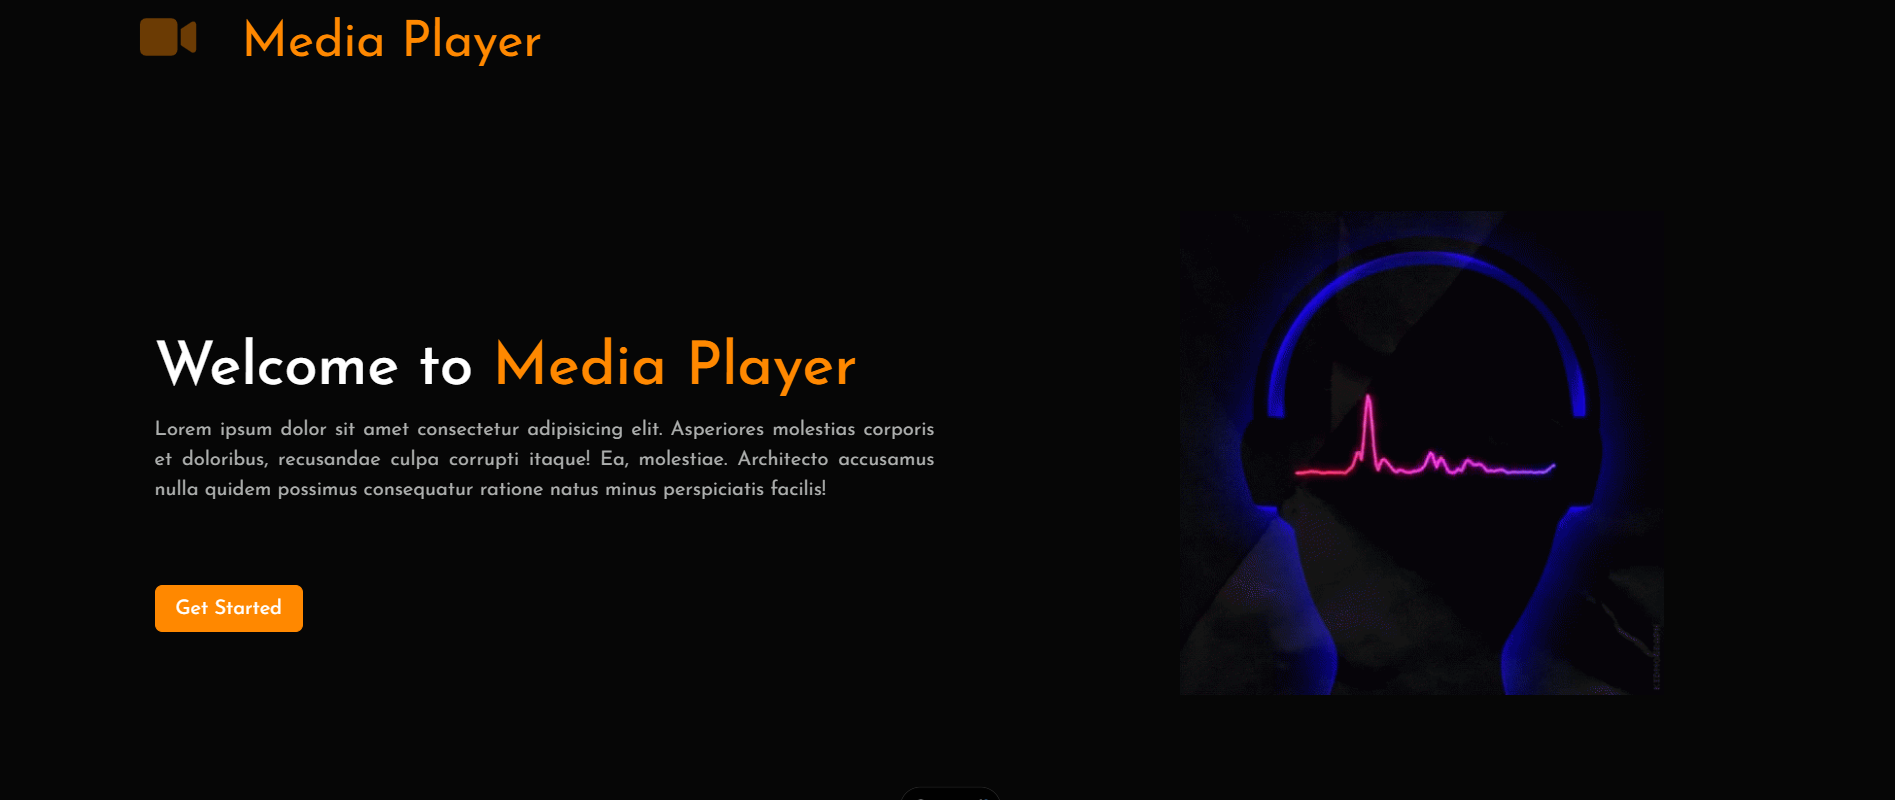 Media Player
Welcome to Media Player
Lorem ipsum dolor sit amet consectetur adipisicing elit. Asperiores molestias corporis
et doloribus, recusandae culpa corrupti itaque! Ea, molestiae. Architecto accusamus
nulla quidem possimus consequatur ratione natus minus perspiciatis facilis!
Get Started